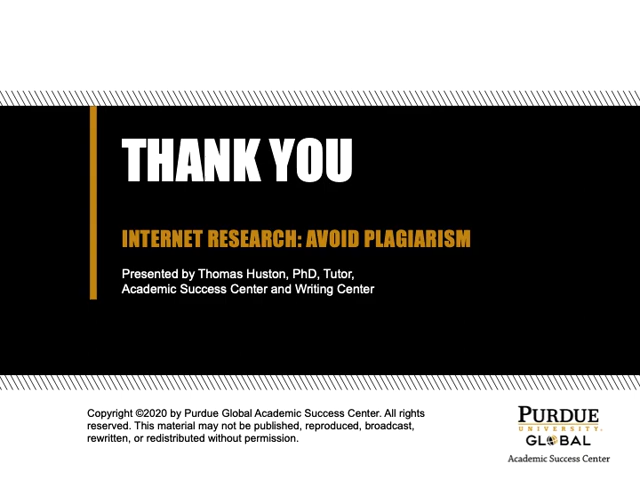 THANK YOU
INTERNET RESEARCH: AVOID PLAGIARISM
Presented by Thomas Huston, PhD, Tutor,
Academic Success Center and Writing Center
Copyright ©2020 by Purdue Global Academic Success Center. All rights
reserved. This material may not be published, reproduced, broadcast,
rewritten, or redistributed without permission.
PURDUE
UNIVERSITY.
GLOBAL
Academic Success Center